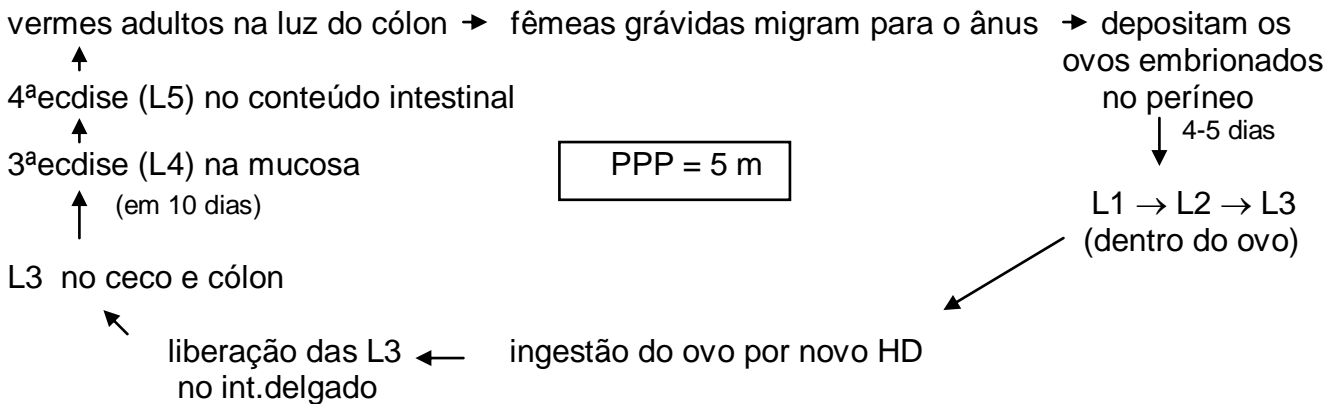 vermes adultos na luz do cólon → fêmeas grávidas migram para o ânus → depositam os
ovos embrionados
no períneo
4-5 dias
4ªecdise (L5) no conteúdo intestinal
3ªecdise (L4) na mucosa
(em 10 dias)
PPP = 5 m
L1 → L2 → L3
(dentro do ovo)
L3 no ceco e cólon
liberação das L3 ← ingestão do ovo por novo HD
no int.delgado